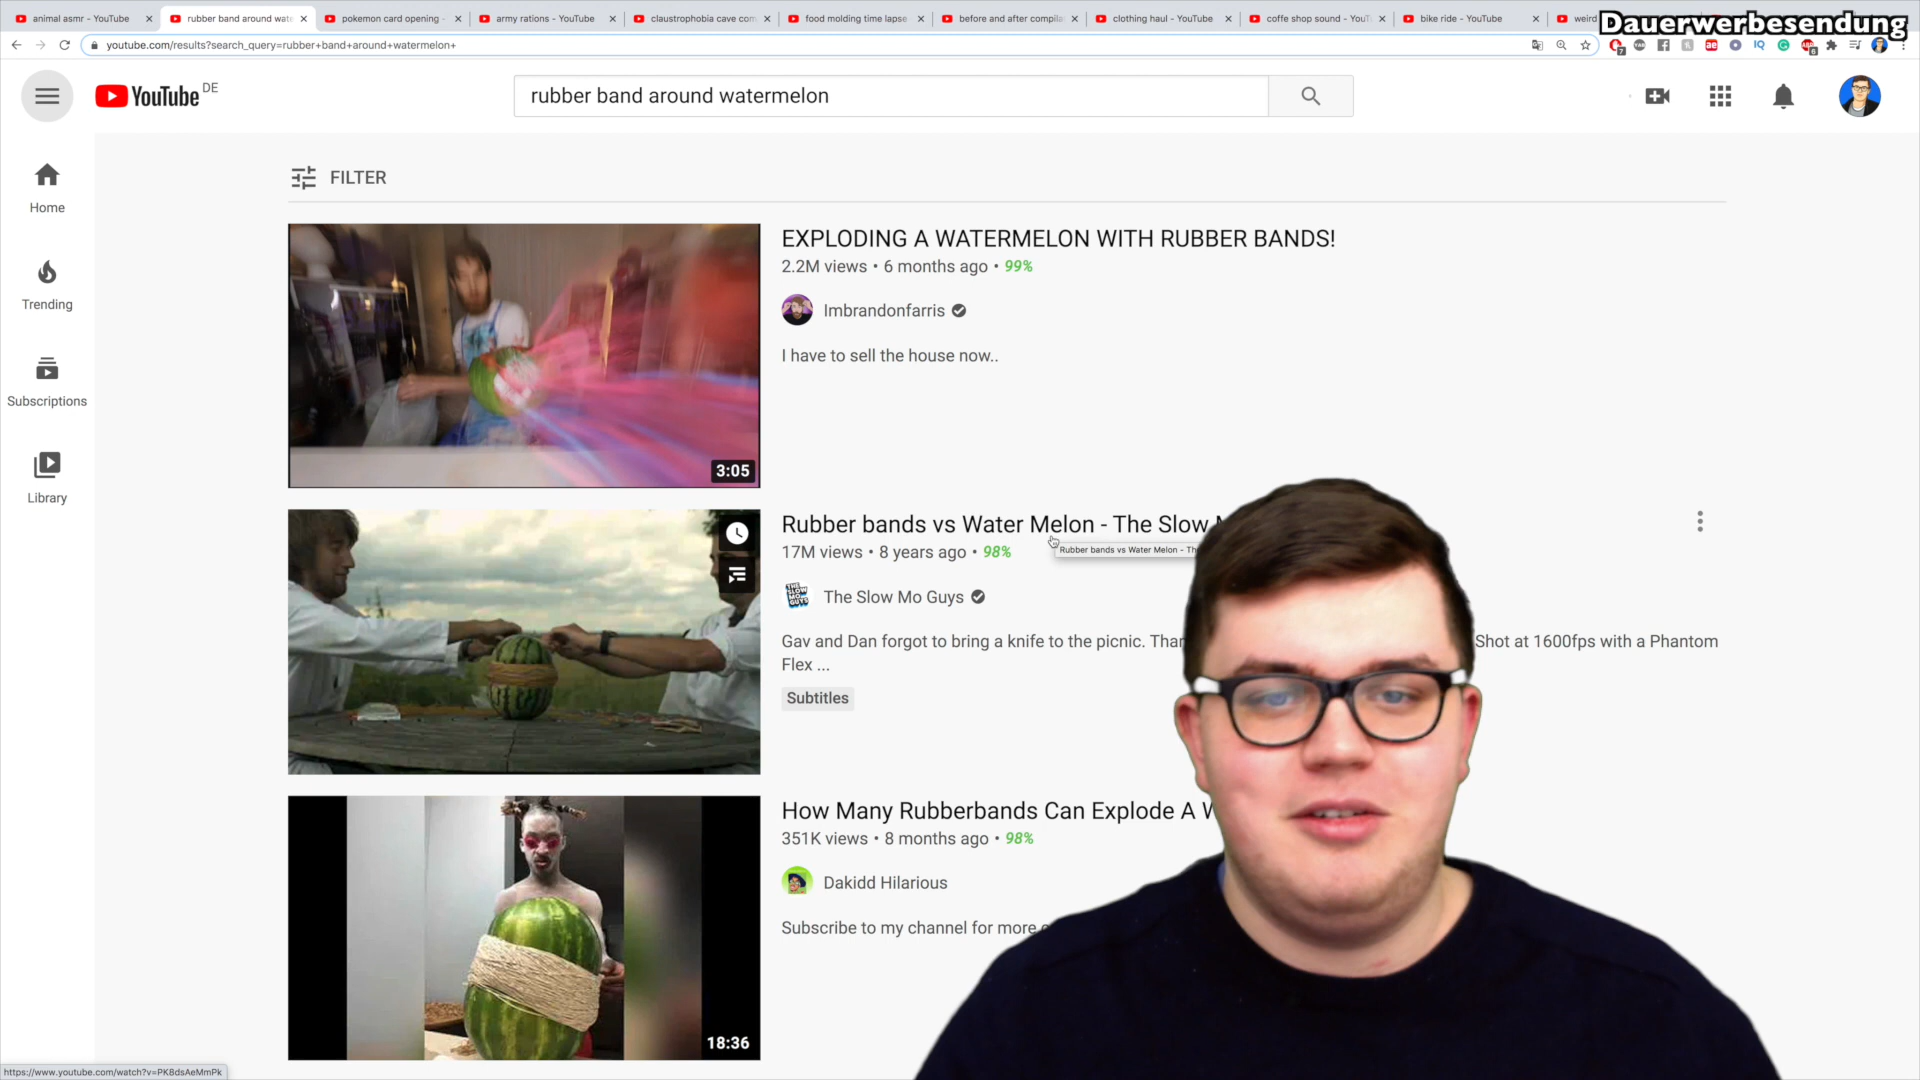 animal asmr - YouTube
rubber band around wate
pokemon card opening -
army rations - YouTube
claustrophobia cave com
food molding time lapse
before and after compila
clothing haul - YouTube
coffe shop sound - YouT
bike ride - YouTube
weird
Dauerwerbesendung
youtube.com/results?search_query=rubber+band+around+watermelon+
YouTube DE
rubber band around watermelon
Home
Trending
Subscriptions
Library
FILTER
EXPLODING A WATERMELON WITH RUBBER BANDS!
2.2M views • 6 months ago • 99%
Imbrandonfarris
I have to sell the house now..
3:05
Rubber bands vs Water Melon - The Slow
17M views • 8 years ago • 98%
Rubber bands vs Water Melon - The
THE SLOW MO GUYS
The Slow Mo Guys
Gav and Dan forgot to bring a knife to the picnic. Shot at 1600fps with a Phantom
Flex ...
Subtitles
How Many Rubberbands Can Explode A
351K views • 8 months ago • 98%
Dakidd Hilarious
Subscribe to my channel for more
18:36
https://www.youtube.com/watch?v=PK8dsAeMmPk